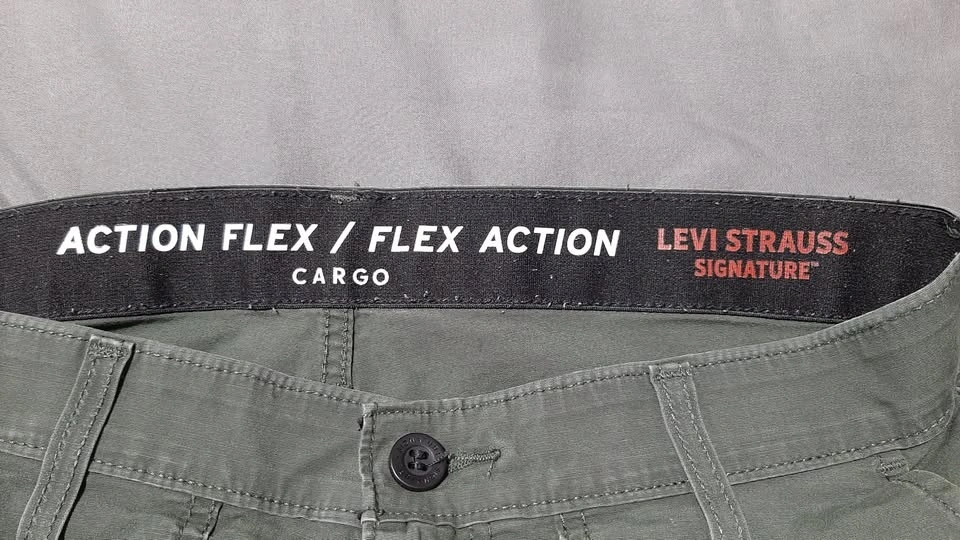 ACTION FLEX / FLEX ACTION
CARGO
LEVI STRAUSS
SIGNATURE™